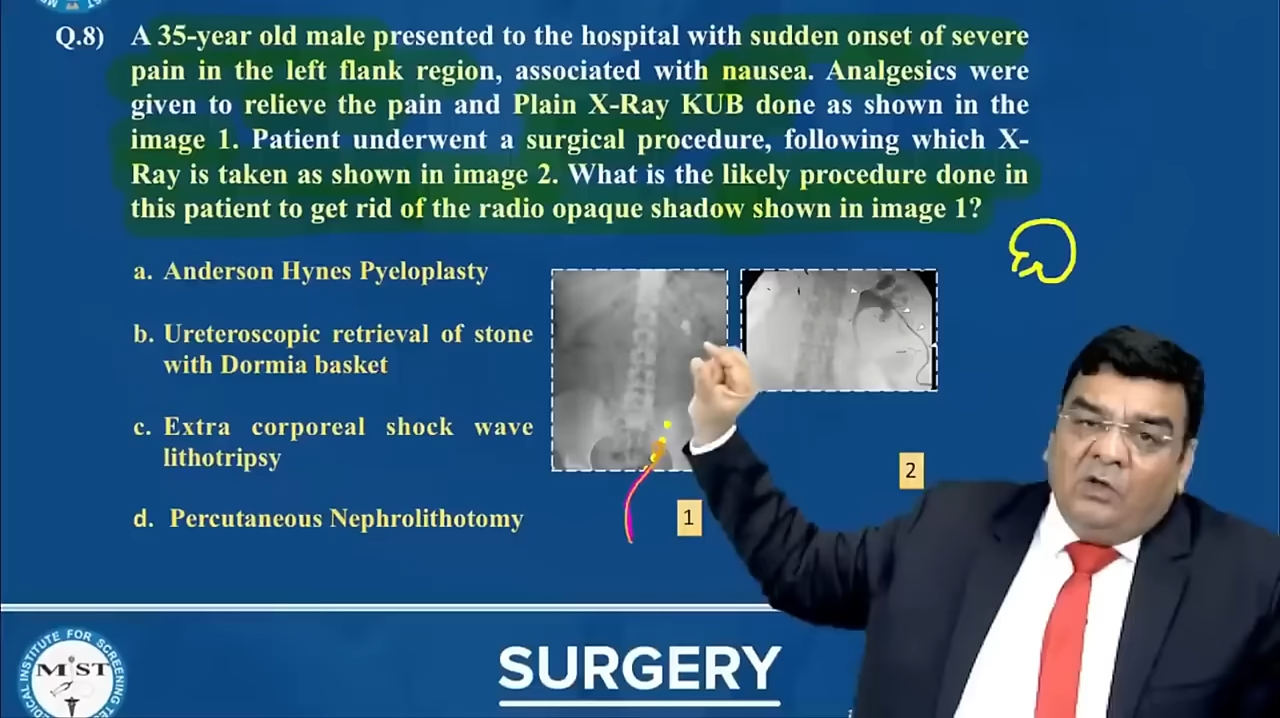 Q.8) A 35-year old male presented to the hospital with sudden onset of severe
pain in the left flank region, associated with nausea. Analgesics were
given to relieve the pain and Plain X-Ray KUB done as shown in the
image 1. Patient underwent a surgical procedure, following which X-
Ray is taken as shown in image 2. What is the likely procedure done in
this patient to get rid of the radio opaque shadow shown in image 1?
a. Anderson Hynes Pyeloplasty
b. Ureteroscopic retrieval of stone
with Dormia basket
c. Extra corporeal shock wave
lithotripsy
d. Percutaneous Nephrolithotomy
1
2
INSTITUTE FOR SCREENING
MIST
SURGERY